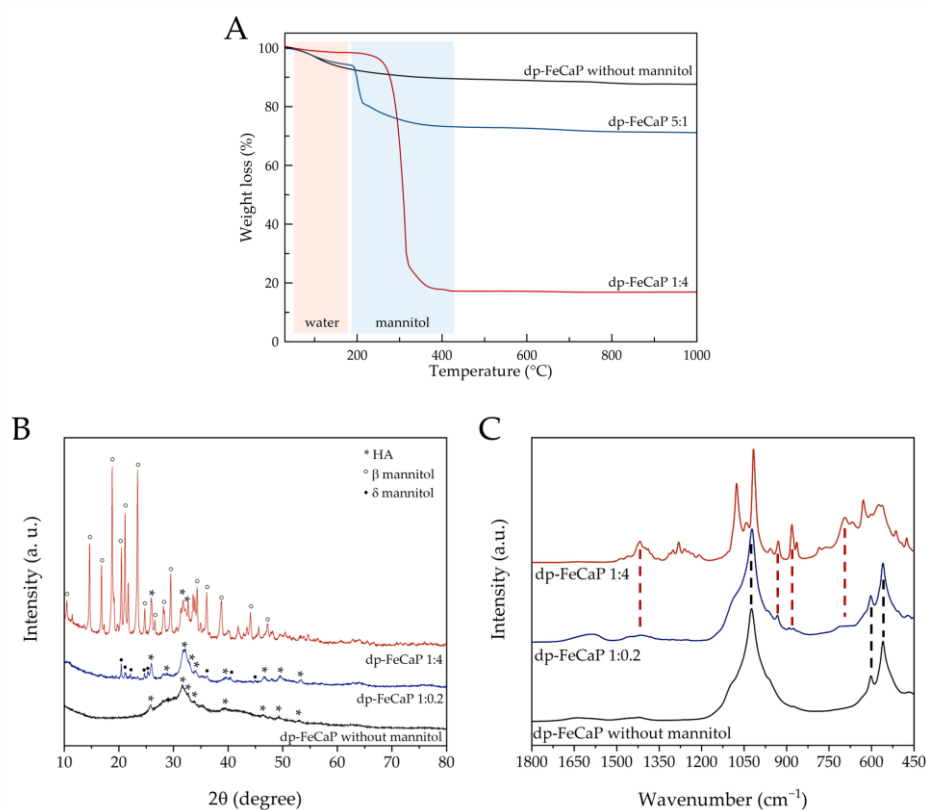 A
100
80
60
40
20
0
Weight loss (%)
dp-FeCaP without mannitol
dp-FeCaP 5:1
dp-FeCaP 1:4
water
mannitol
200
400
600
800
1000
Temperature (°C)
B
Intensity (a. u.)
* HA
○ β mannitol
• δ mannitol
dp-FeCaP 1:4
dp-FeCaP 1:0.2
dp-FeCaP without mannitol
10
20
30
40
50
60
70
80
2θ (degree)
C
Intensity (a.u.)
dp-FeCaP 1:4
dp-FeCaP 1:0.2
dp-FeCaP without mannitol
1800
1650
1500
1350
1200
1050
900
750
600
450
Wavenumber (cm⁻¹)